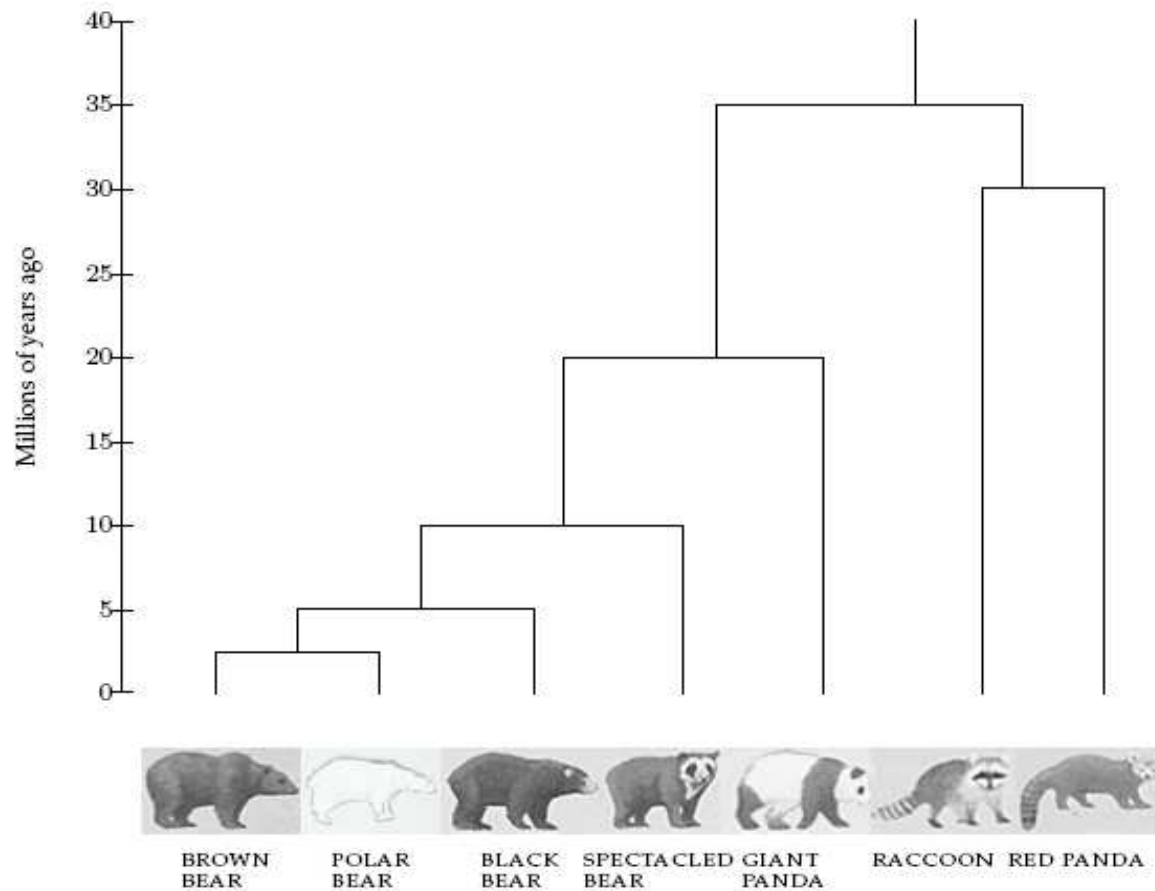 40
35
30
25
20
15
10
5
0
Millions of years ago
BROWN
BEAR
POLAR
BEAR
BLACK
BEAR
SPECTACLED
BEAR
GIANT
PANDA
RACCOON
RED PANDA